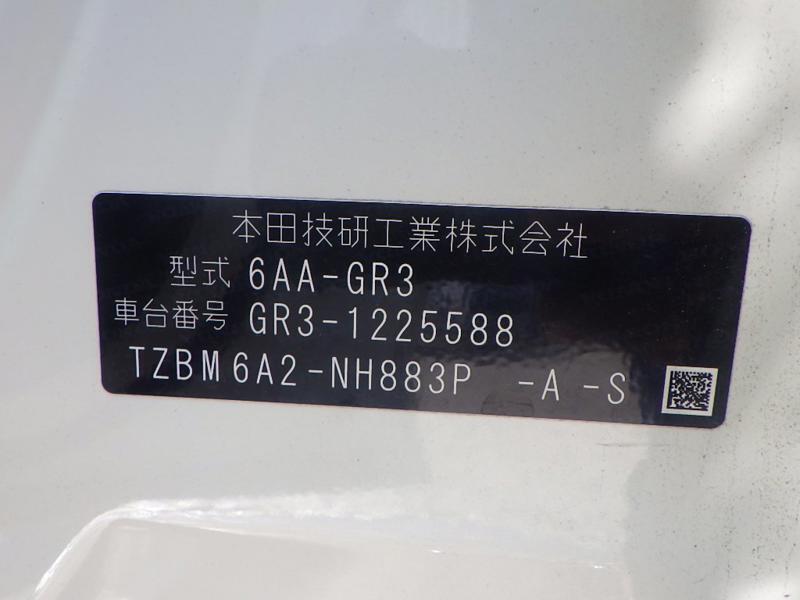 本田技研工業株式会社
型式 6AA-GR3
車台番号 GR3-1225588
TZBM6A2-NH883P -A -S